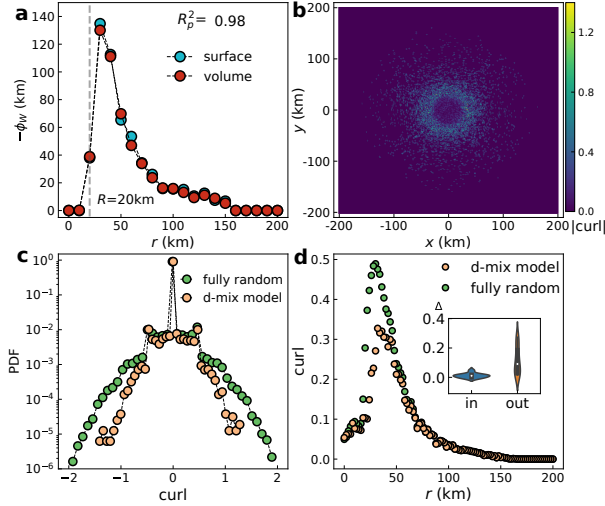 a
R_p^2 = 0.98
surface
volume
R=20km
−ϕ_W (km)
140
120
100
80
60
40
20
0
0 50 100 150 200
r (km)
b
200
100
0
−100
−200
y (km)
−200 −100 0 100 200
x (km)
1.2
0.8
0.4
0.0
|curl|
c
fully random
d-mix model
PDF
10^0
10^-1
10^-2
10^-3
10^-4
10^-5
10^-6
−2 −1 0 1 2
curl
d
d-mix model
fully random
curl
0.5
0.4
0.3
0.2
0.1
0.0
Δ
0.4
0.2
0.0
in out
0 50 100 150 200
r (km)